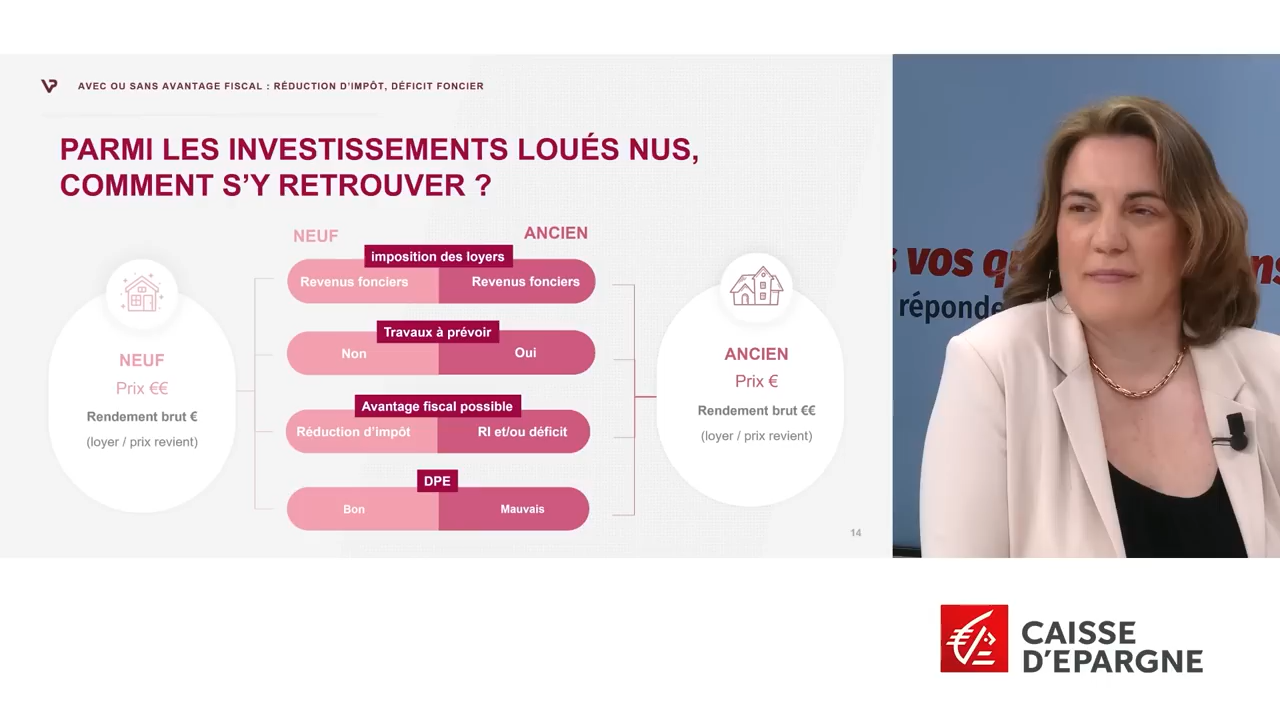 AVEC OU SANS AVANTAGE FISCAL : RÉDUCTION D'IMPÔT, DÉFICIT FONCIER
PARMI LES INVESTISSEMENTS LOUÉS NUS,
COMMENT S'Y RETROUVER ?
NEUF
ANCIEN
imposition des loyers
Revenus fonciers
Revenus fonciers
Travaux à prévoir
Non
Oui
Avantage fiscal possible
Réduction d'impôt
RI et/ou déficit
DPE
Bon
Mauvais
NEUF
Prix €€
Rendement brut €
(loyer / prix revient)
ANCIEN
Prix €
Rendement brut €€
(loyer / prix revient)
14
vos
réponde
CAISSE
D'EPARGNE